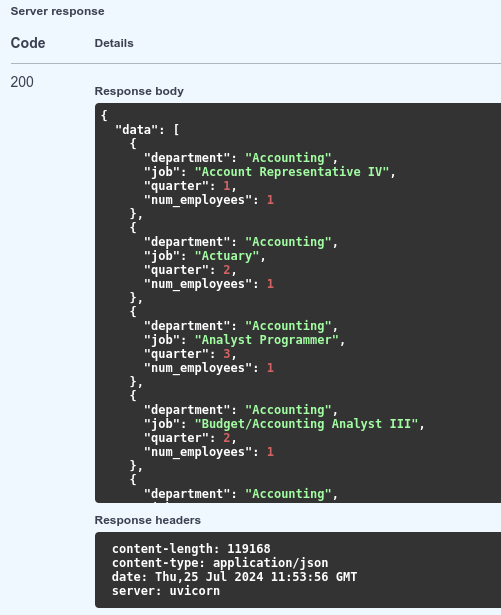 Server response
Code Details
200
Response body
{
  "data": [
    {
      "department": "Accounting",
      "job": "Account Representative IV",
      "quarter": 1,
      "num_employees": 1
    },
    {
      "department": "Accounting",
      "job": "Actuary",
      "quarter": 2,
      "num_employees": 1
    },
    {
      "department": "Accounting",
      "job": "Analyst Programmer",
      "quarter": 3,
      "num_employees": 1
    },
    {
      "department": "Accounting",
      "job": "Budget/Accounting Analyst III",
      "quarter": 2,
      "num_employees": 1
    },
    {
      "department": "Accounting",
Response headers
content-length: 119168
content-type: application/json
date: Thu,25 Jul 2024 11:53:56 GMT
server: uvicorn